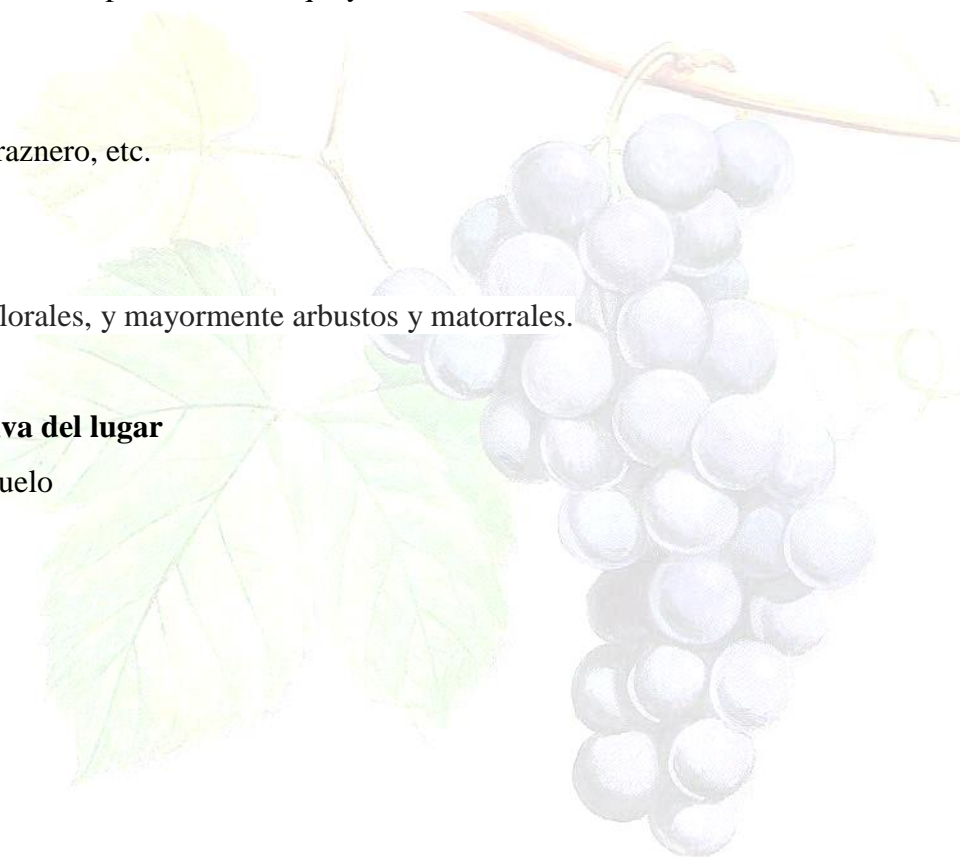 raznero, etc.
lorales, y mayormente arbustos y matorrales.
va del lugar
uelo